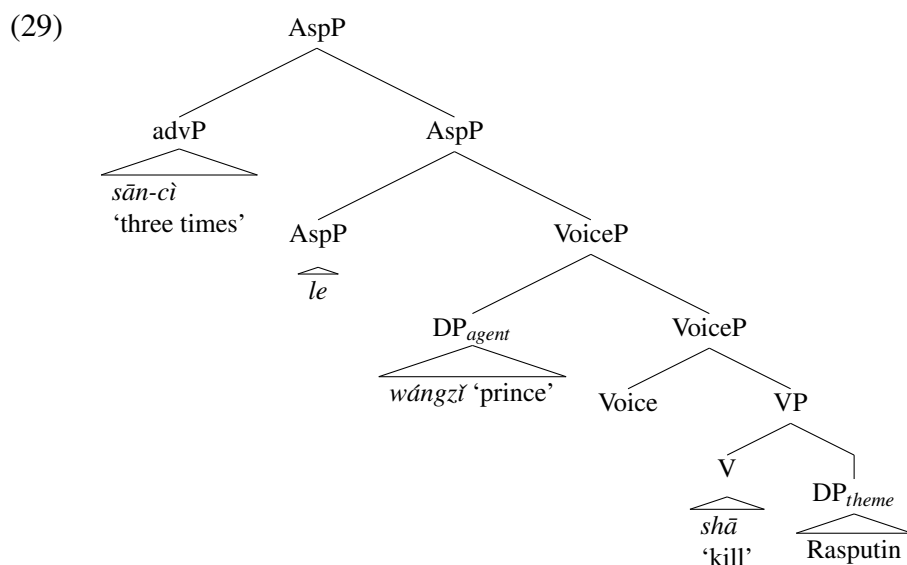 (29)
AspP
advP
AspP
sān-cì
‘three times’
AspP
VoiceP
le
DPagent
VoiceP
wángzǐ ‘prince’
Voice
VP
V
DPtheme
shā
‘kill’
Rasputin